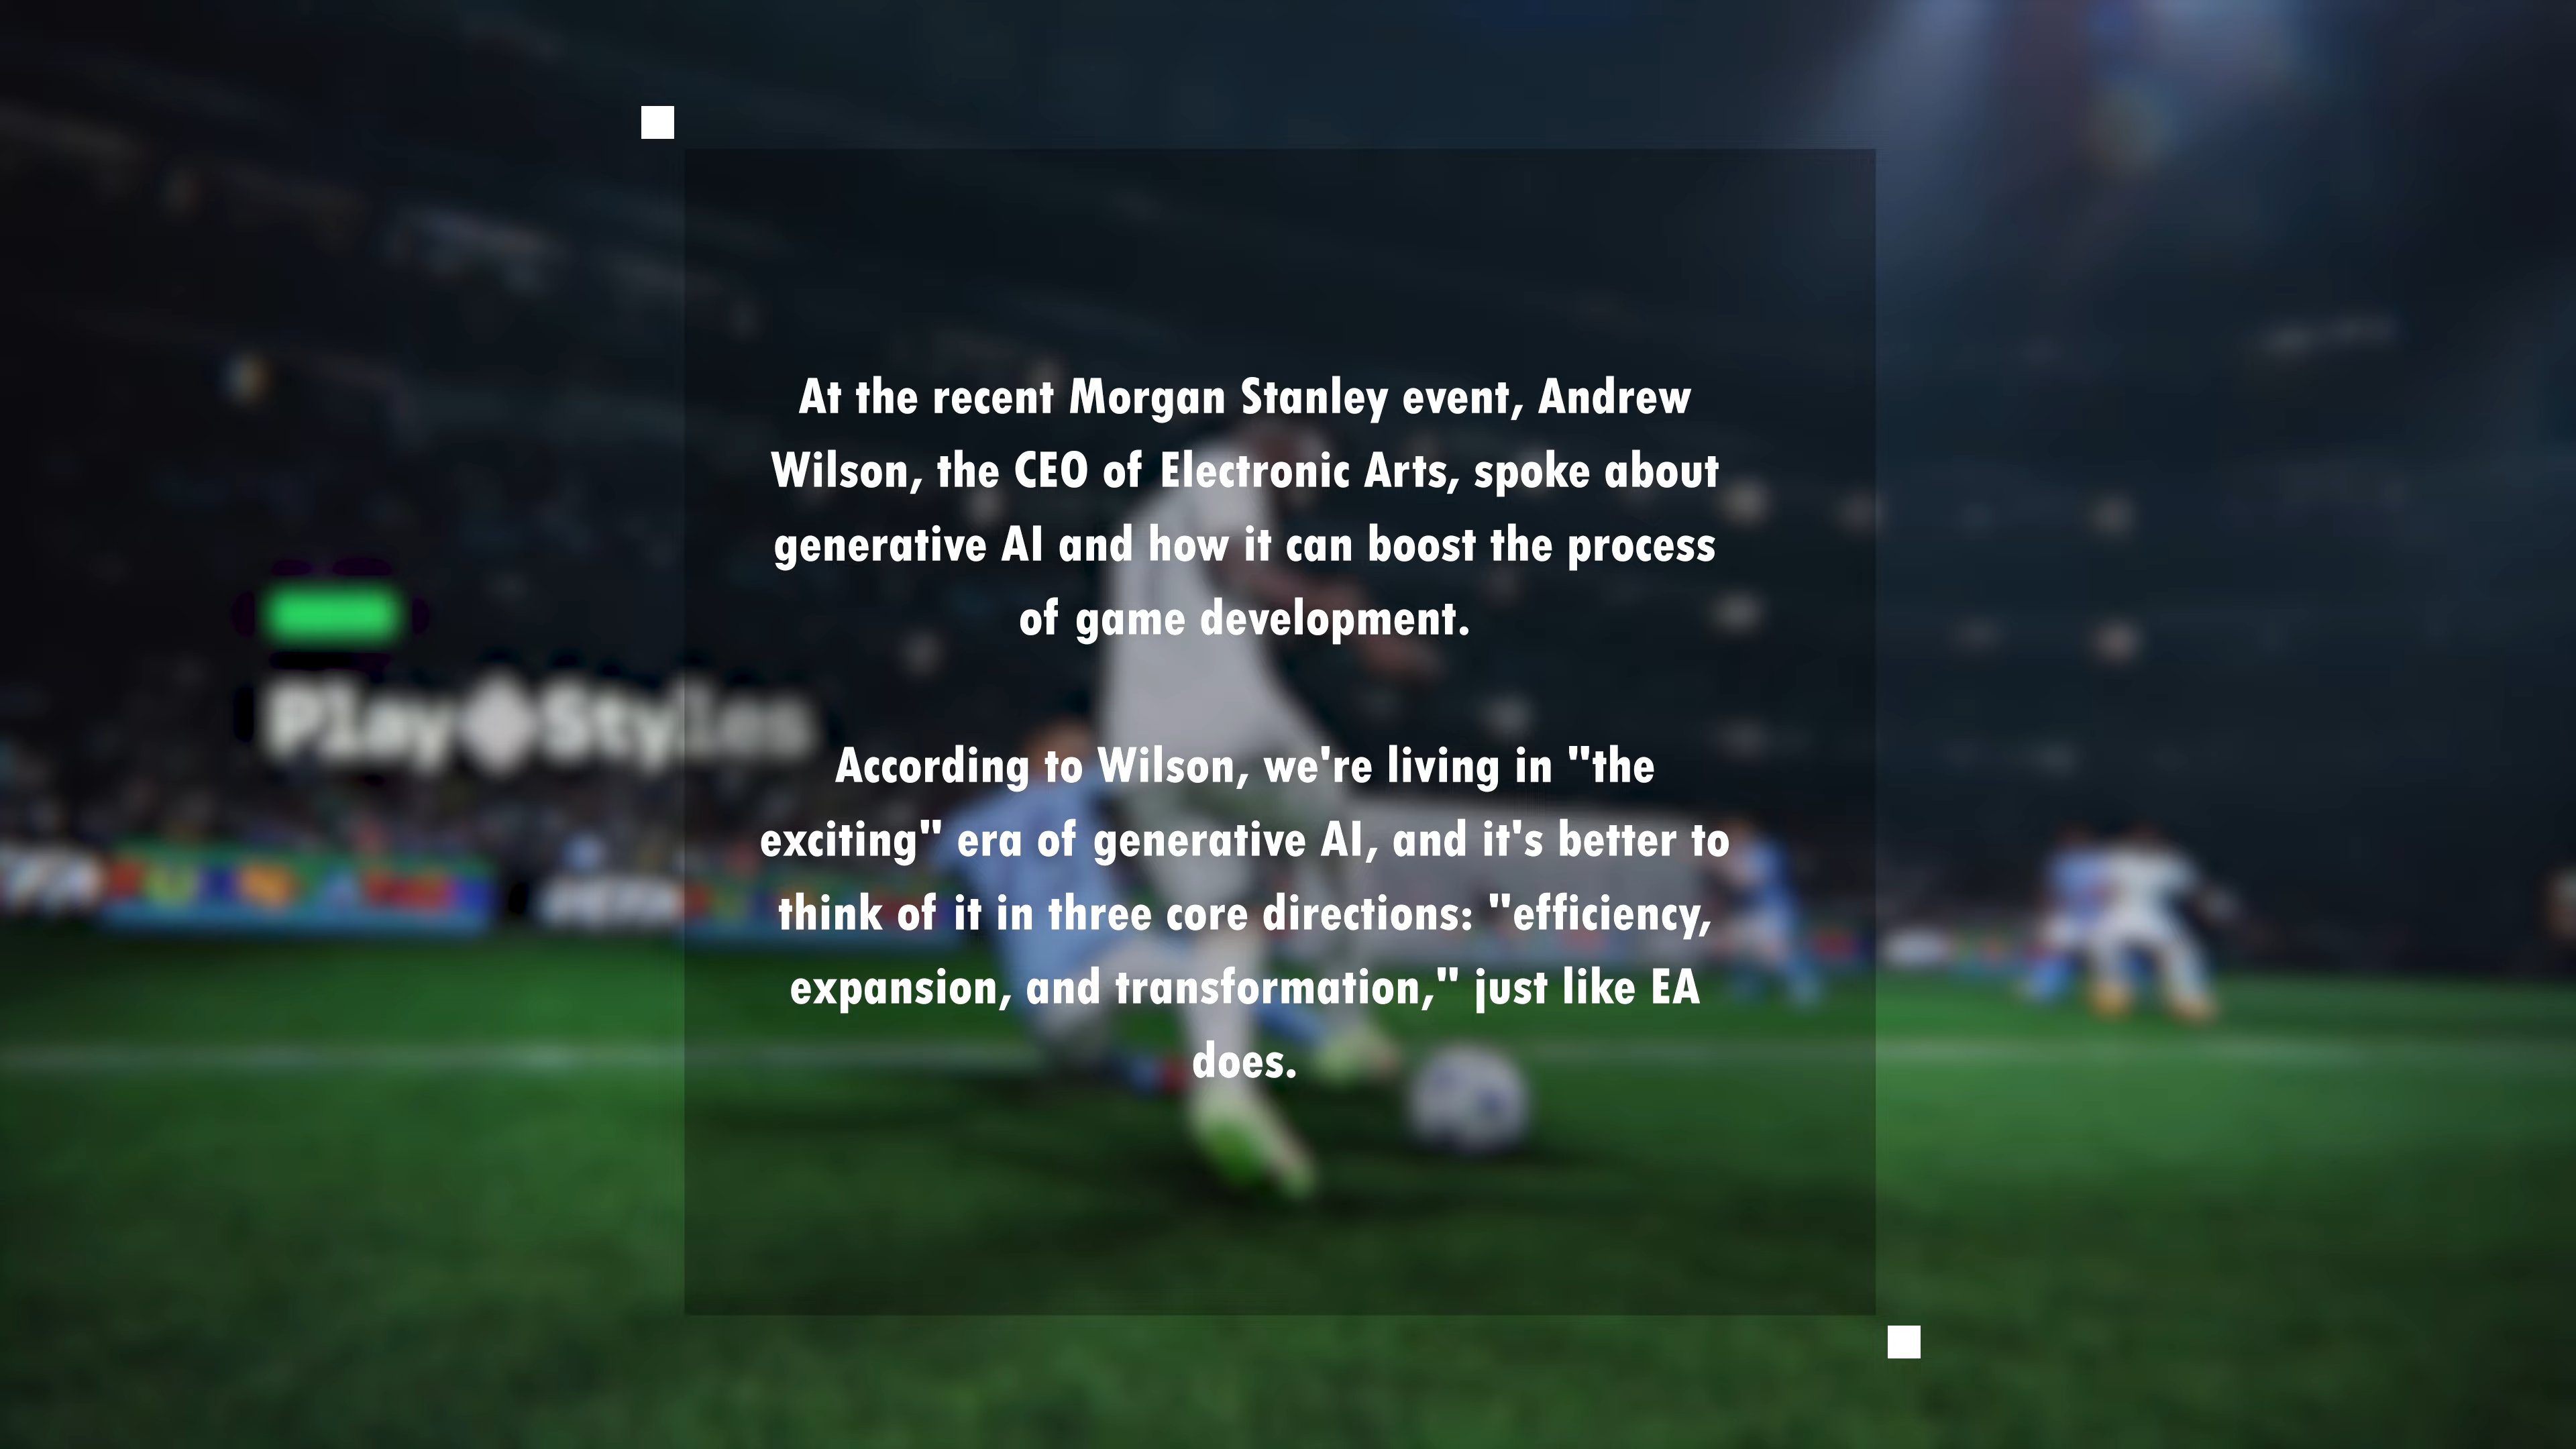 At the recent Morgan Stanley event, Andrew
Wilson, the CEO of Electronic Arts, spoke about
generative AI and how it can boost the process
of game development.
Play Styles
According to Wilson, we're living in "the
exciting" era of generative AI, and it's better to
think of it in three core directions: "efficiency,
expansion, and transformation," just like EA
does.